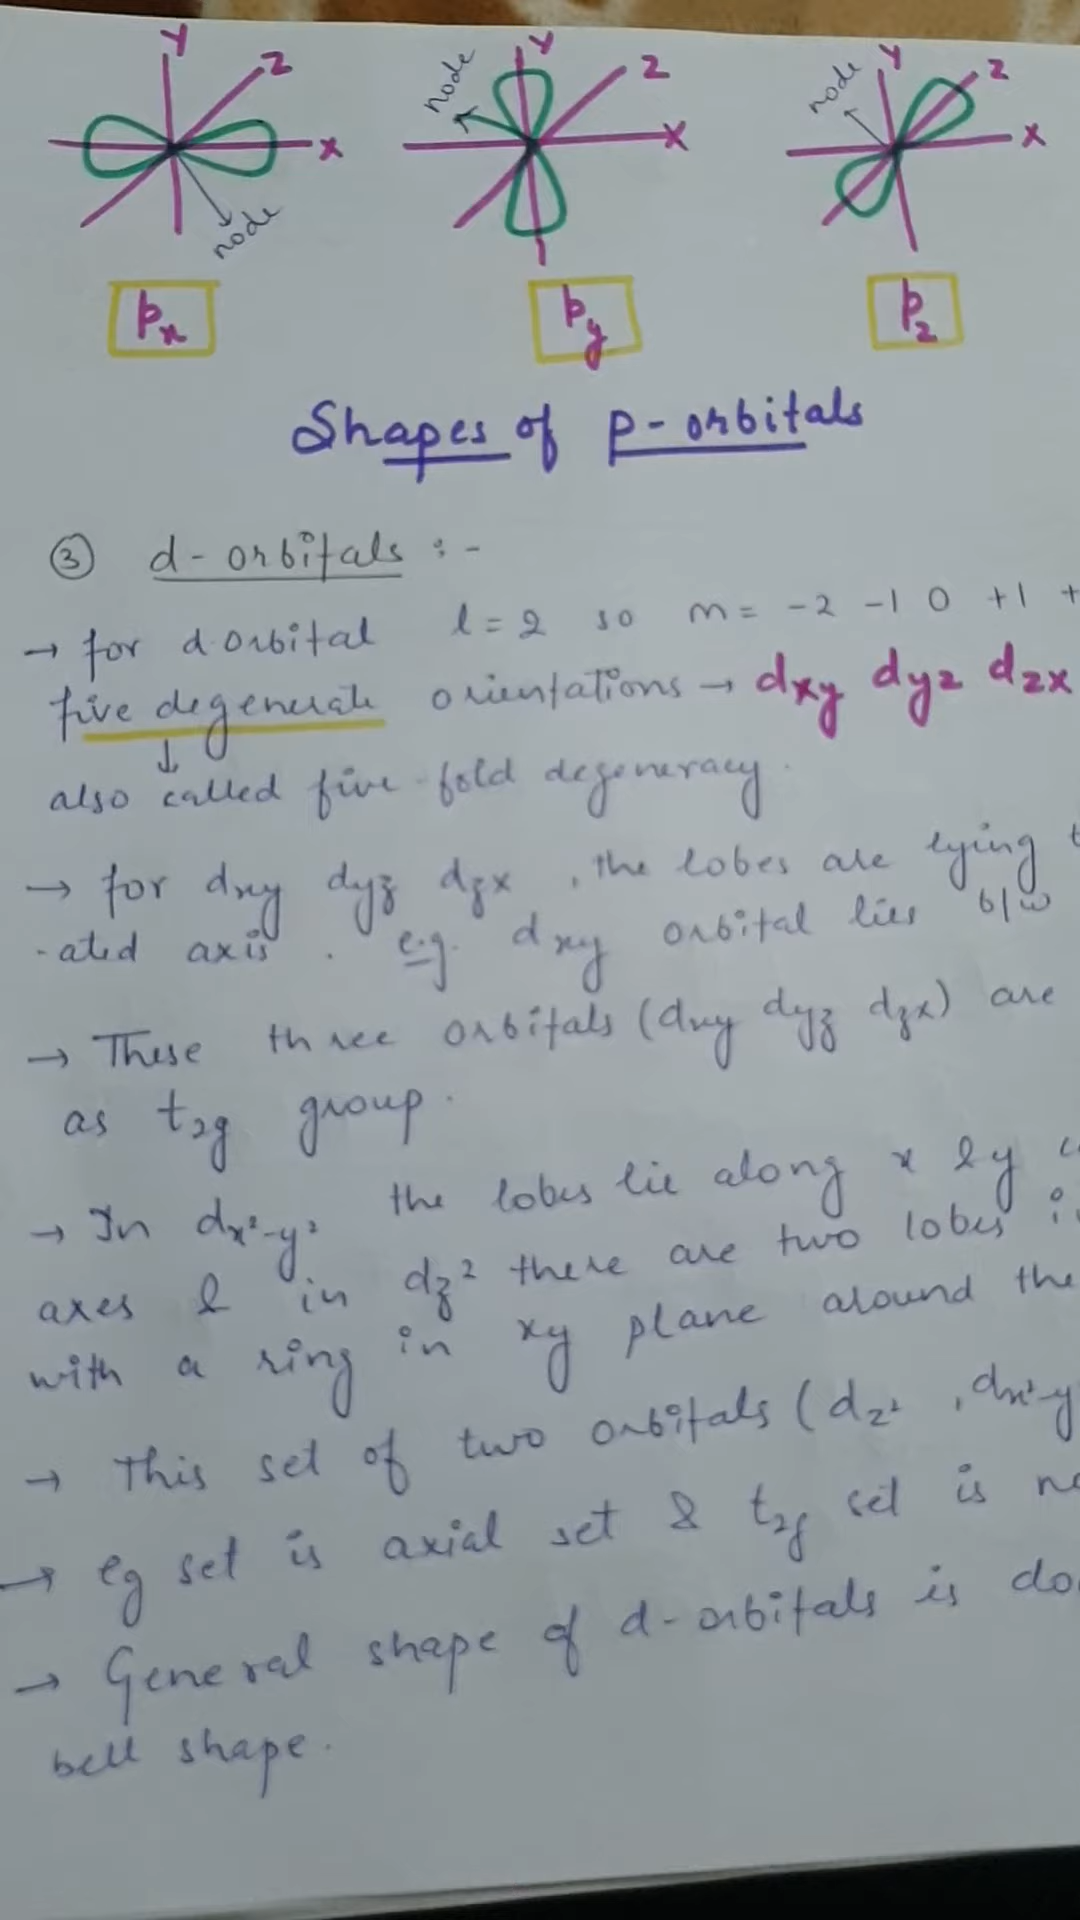 Y Z X node
node Y Z X
node Y Z X
px py pz
Shapes of p-orbitals
③ d-orbitals :-
→ for d-orbital l = 2 so m = -2 -1 0 +1 +
five degenerate orientations → dxy dyz dzx
↓
also called five-fold degeneracy.
→ for dxy dyz dzx, the lobes are lying
-ated axis. e.g. dxy orbital lies b/w
→ These three orbitals (dxy dyz dzx) are
as t2g group.
→ In dx²-y² the lobes lie along x & y
axes & in dz² there are two lobes
with a ring in xy plane around the
→ This set of two orbitals (dz², dx²-y
→ eg set is axial set & t2g set is
→ General shape of d-orbitals is
bell shape.